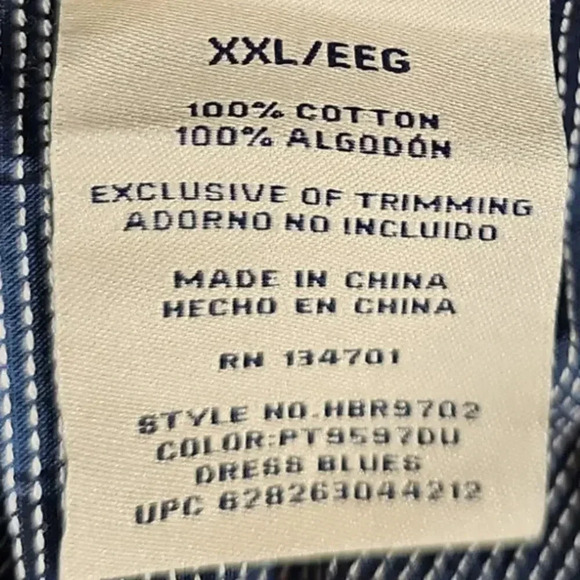 XXL/EEG
100% COTTON
100% ALGODÓN
EXCLUSIVE OF TRIMMING
ADORNO NO INCLUIDO
MADE IN CHINA
HECHO EN CHINA
RN 134701
STYLE NO.HBR9702
COLOR:PT9597DU
DRESS BLUES
UPC 628263044212